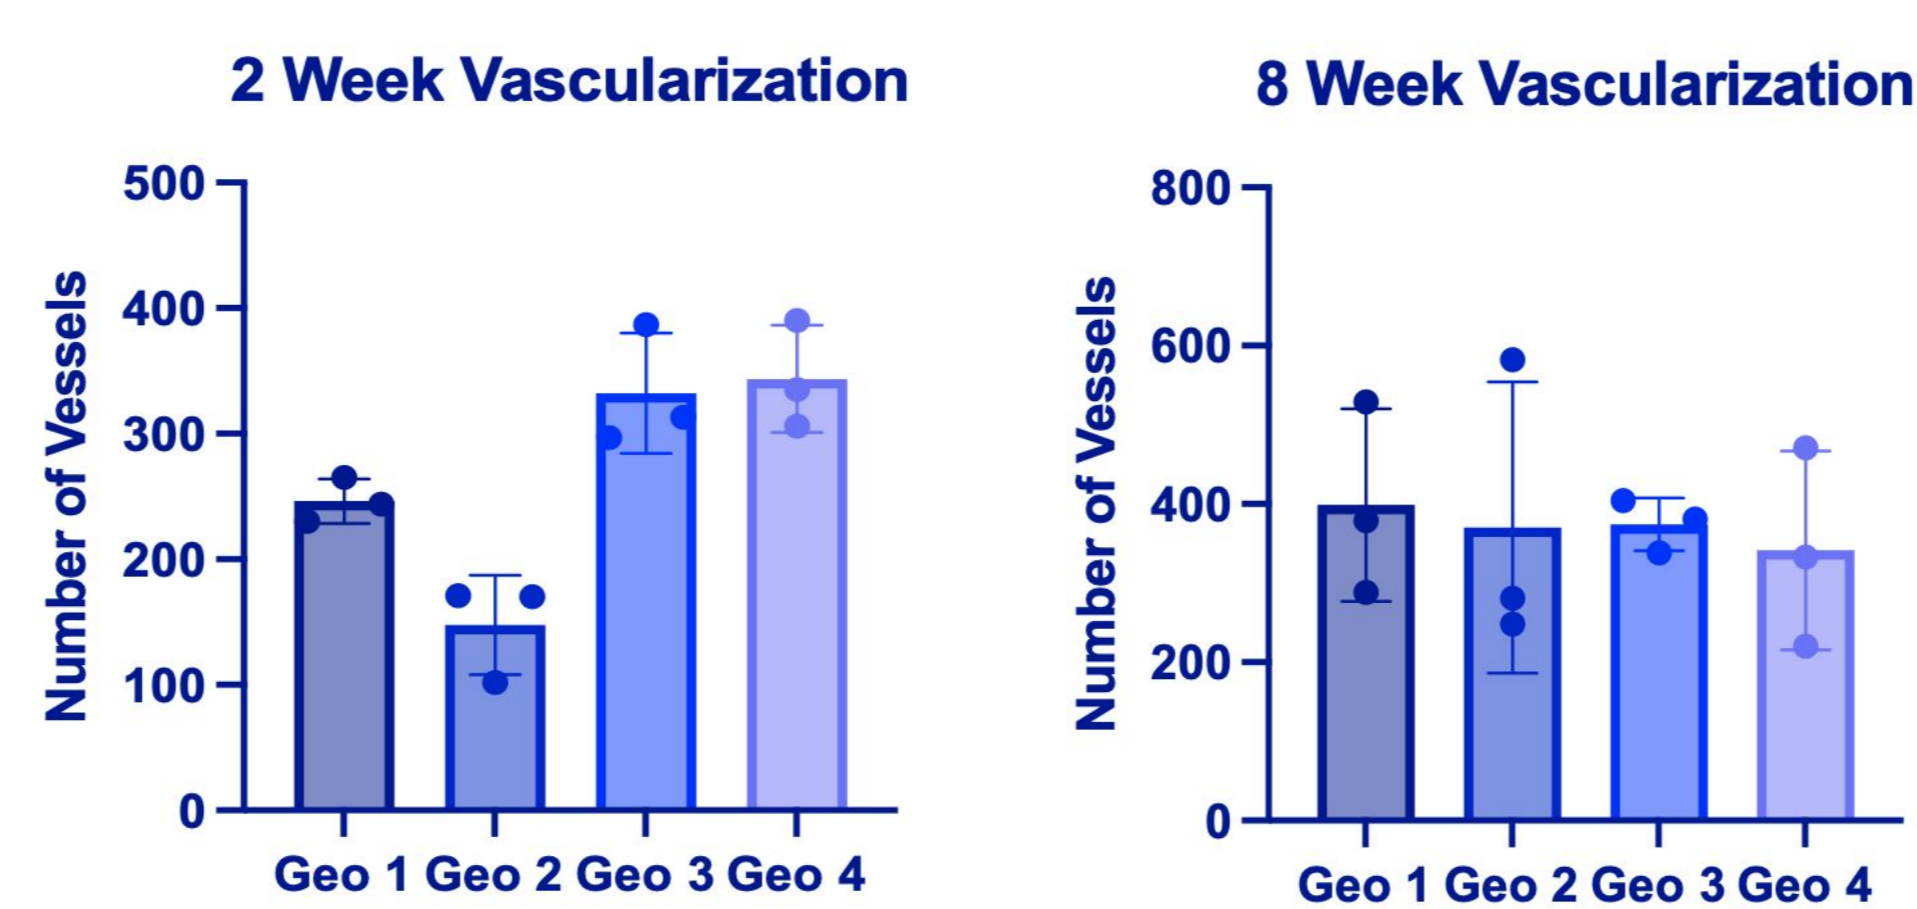 2 Week Vascularization
500
400
300
200
100
0
Number of Vessels
Geo 1 Geo 2 Geo 3 Geo 4
8 Week Vascularization
800
600
400
200
0
Number of Vessels
Geo 1 Geo 2 Geo 3 Geo 4